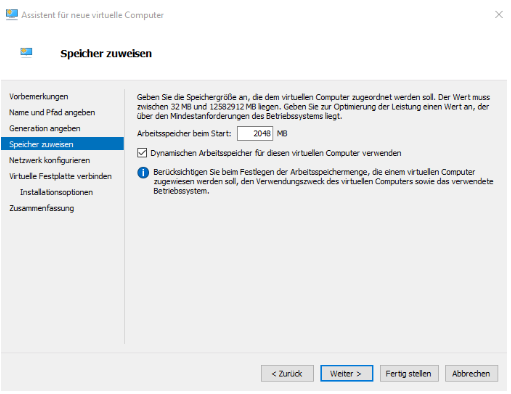 Assistent für neue virtuelle Computer
Speicher zuweisen
Vorbemerkungen
Name und Pfad angeben
Generation angeben
Speicher zuweisen
Netzwerk konfigurieren
Virtuelle Festplatte verbinden
Installationsoptionen
Zusammenfassung
Geben Sie die Speichergröße an, die dem virtuellen Computer zugeordnet werden soll. Der Wert muss
zwischen 32 MB und 12582912 MB liegen. Geben Sie zur Optimierung der Leistung einen Wert an, der
über den Mindestanforderungen des Betriebssystems liegt.
Arbeitsspeicher beim Start: 2048 MB
Dynamischen Arbeitsspeicher für diesen virtuellen Computer verwenden
Berücksichtigen Sie beim Festlegen der Arbeitsspeichermenge, die einem virtuellen Computer
zugewiesen werden soll, den Verwendungszweck des virtuellen Computers sowie das verwendete
Betriebssystem.
< Zurück Weiter > Fertig stellen Abbrechen